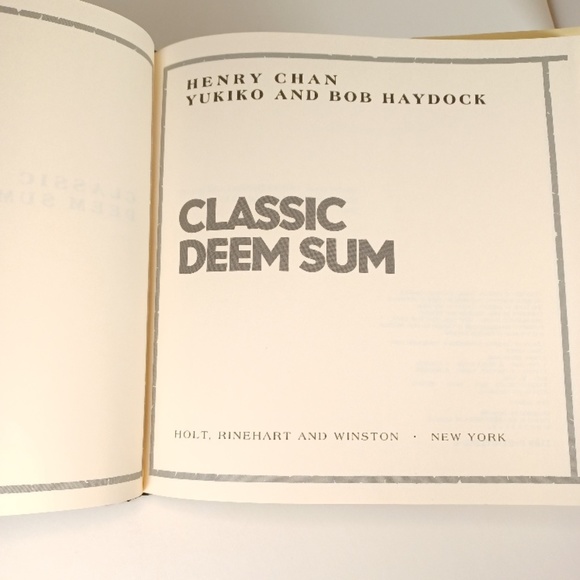 HENRY CHAN
YUKIKO AND BOB HAYDOCK
CLASSIC
DEEM SUM
HOLT, RINEHART AND WINSTON · NEW YORK